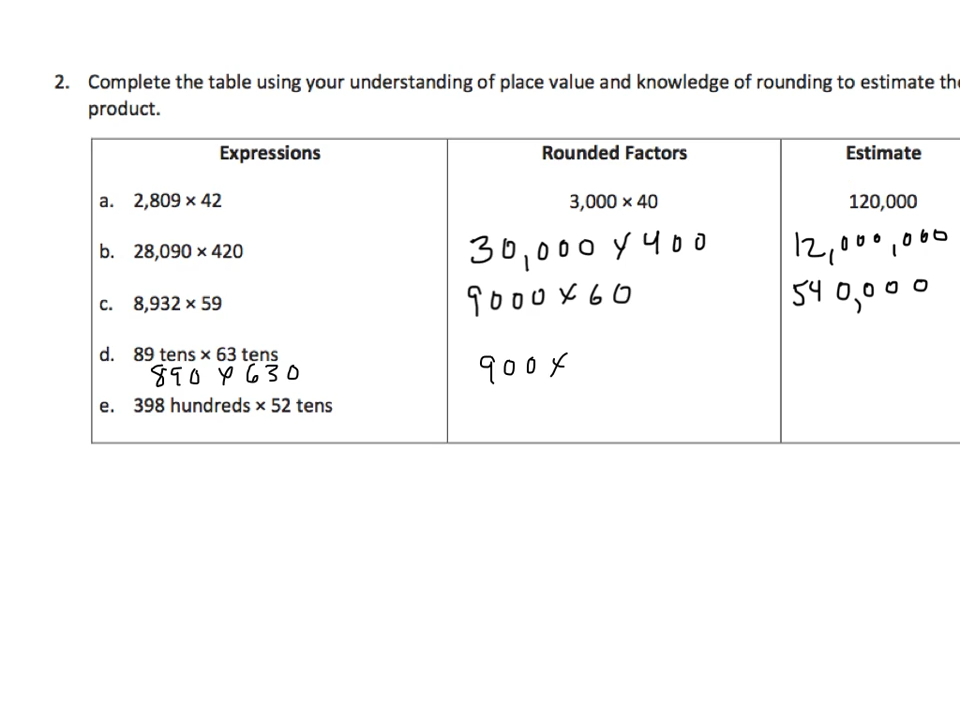 2. Complete the table using your understanding of place value and knowledge of rounding to estimate the
product.
Expressions Rounded Factors Estimate
a. 2,809 × 42 3,000 × 40 120,000
b. 28,090 × 420 30,000 × 400 12,000,000
c. 8,932 × 59 9000 × 60 540,000
d. 89 tens × 63 tens 900 ×
890 × 630
e. 398 hundreds × 52 tens